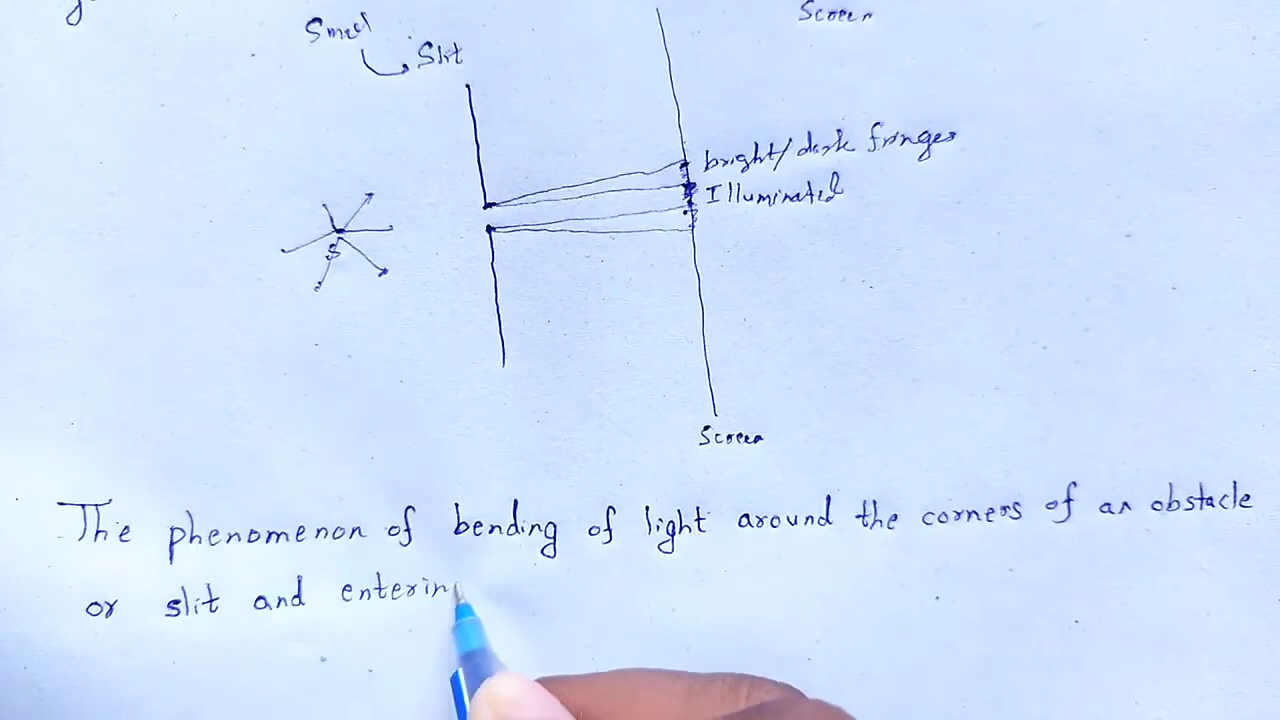 Screen
Small
Slit
bright/dark fringes
Illuminated
S
Screen
The phenomenon of bending of light around the corners of an obstacle
or slit and enterin